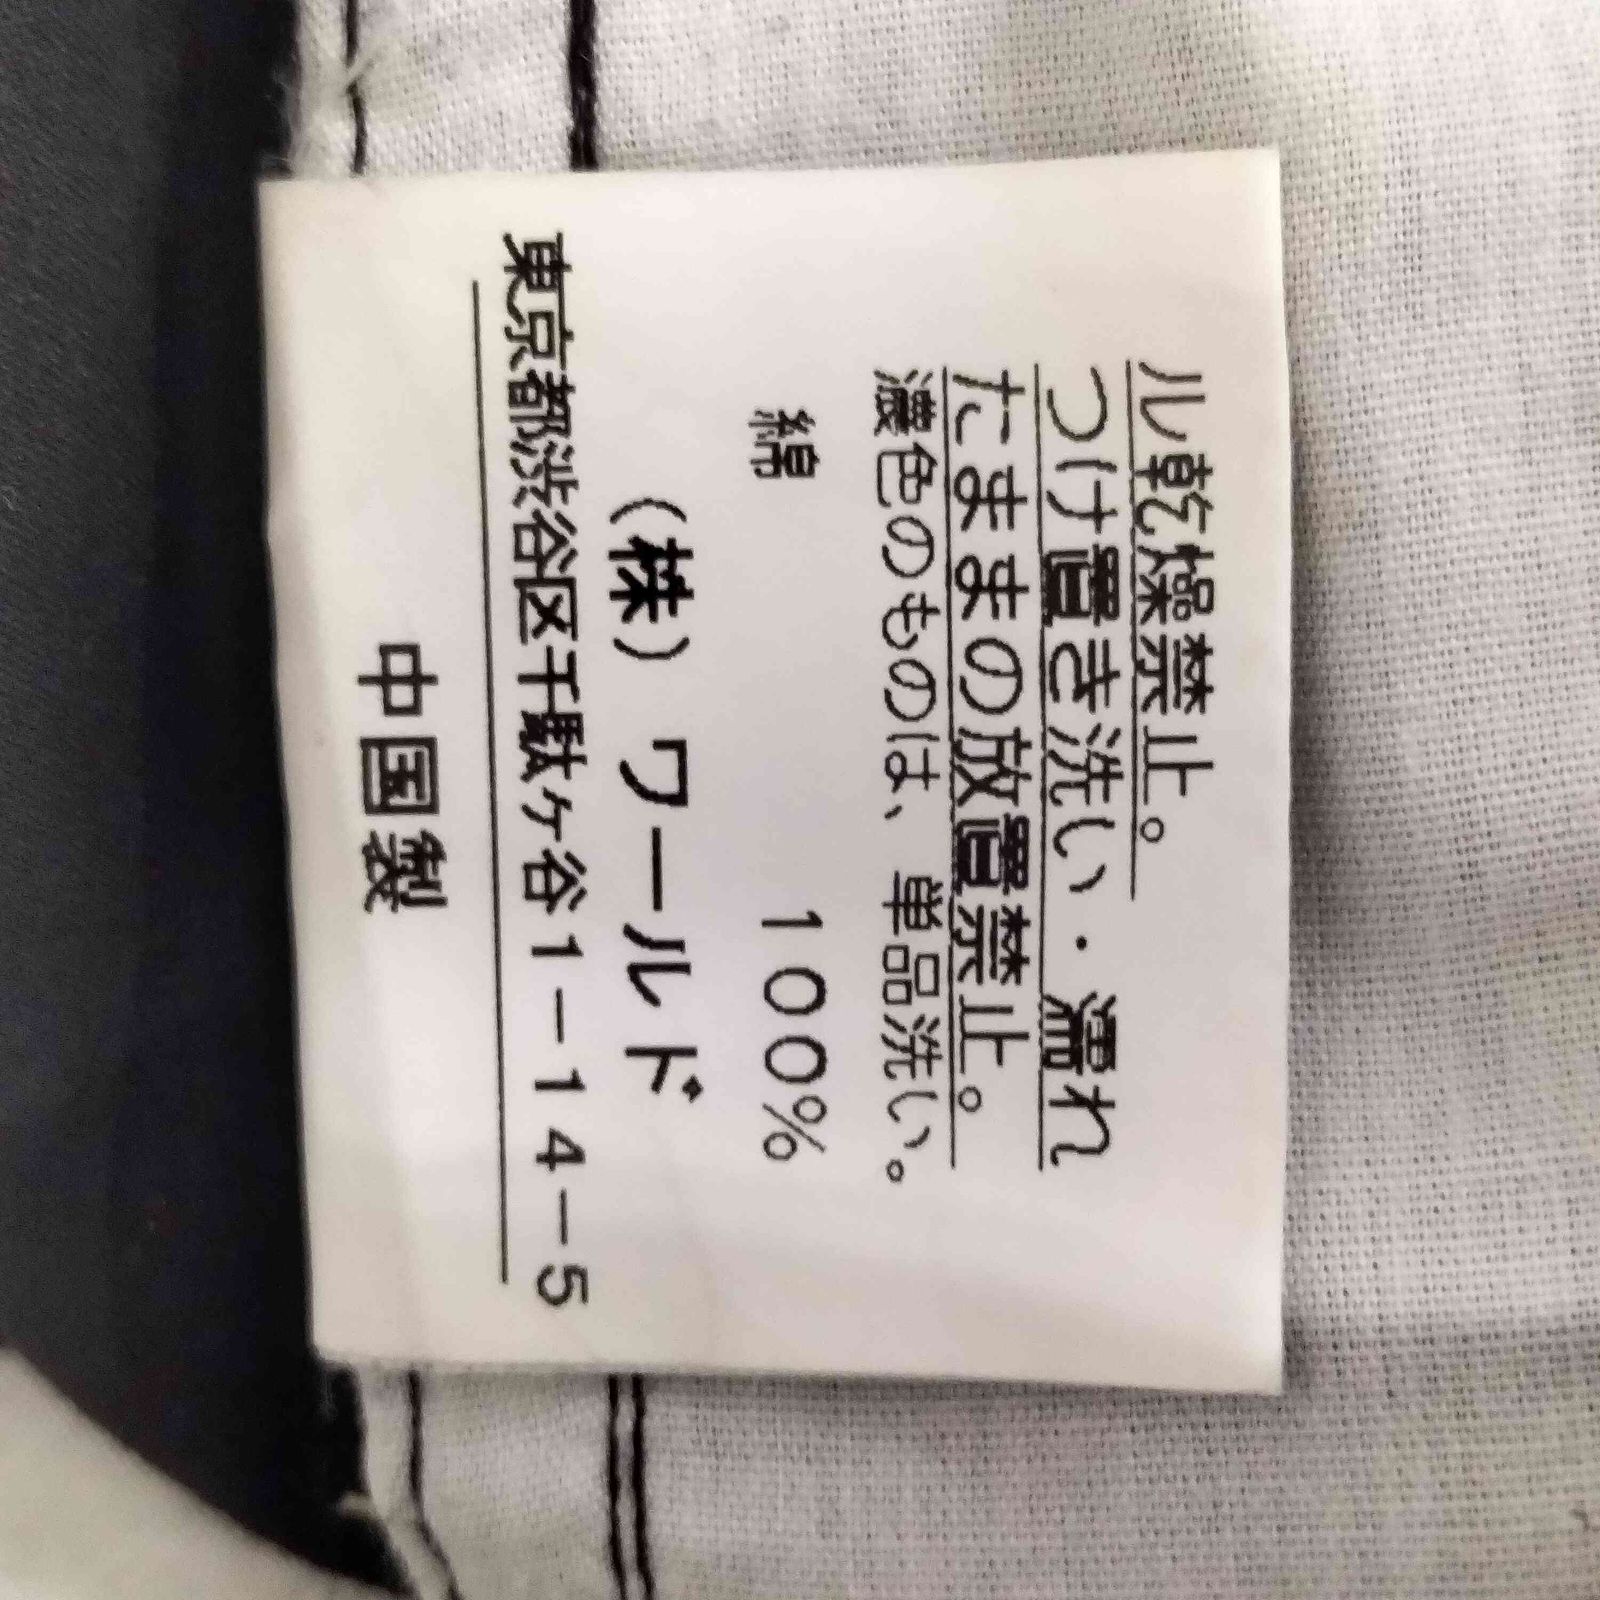 ル乾燥禁止。
つけ置き洗い・濡れ
たままの放置禁止。
濃色のものは、単品洗い。
綿 100%
(株) ワールド
東京都渋谷区千駄ヶ谷1-14-5
中国製